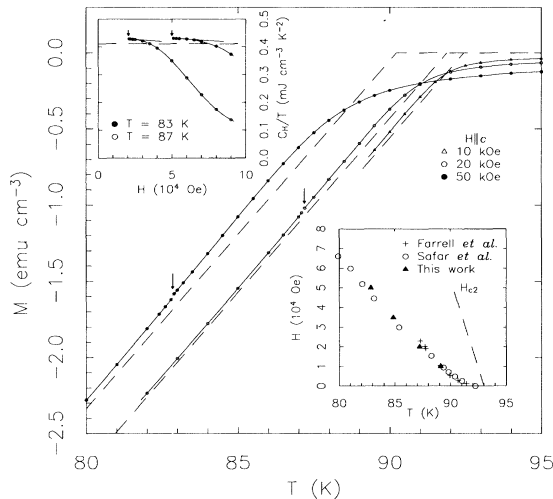 M (emu cm⁻³)
0.0
−0.5
−1.0
−1.5
−2.0
−2.5
80
85
90
95
T (K)
C_H/T (mJ cm⁻³ K⁻²)
0.5
0.4
0.3
0.2
0.1
0.0
● T = 83 K
○ T = 87 K
0
5
10
H (10⁴ Oe)
H∥c
△ 10 kOe
○ 20 kOe
● 50 kOe
+ Farrell et al.
○ Safar et al.
▲ This work
H_c2
H (10⁴ Oe)
8
7
6
5
4
3
2
1
0
80
85
90
95
T (K)